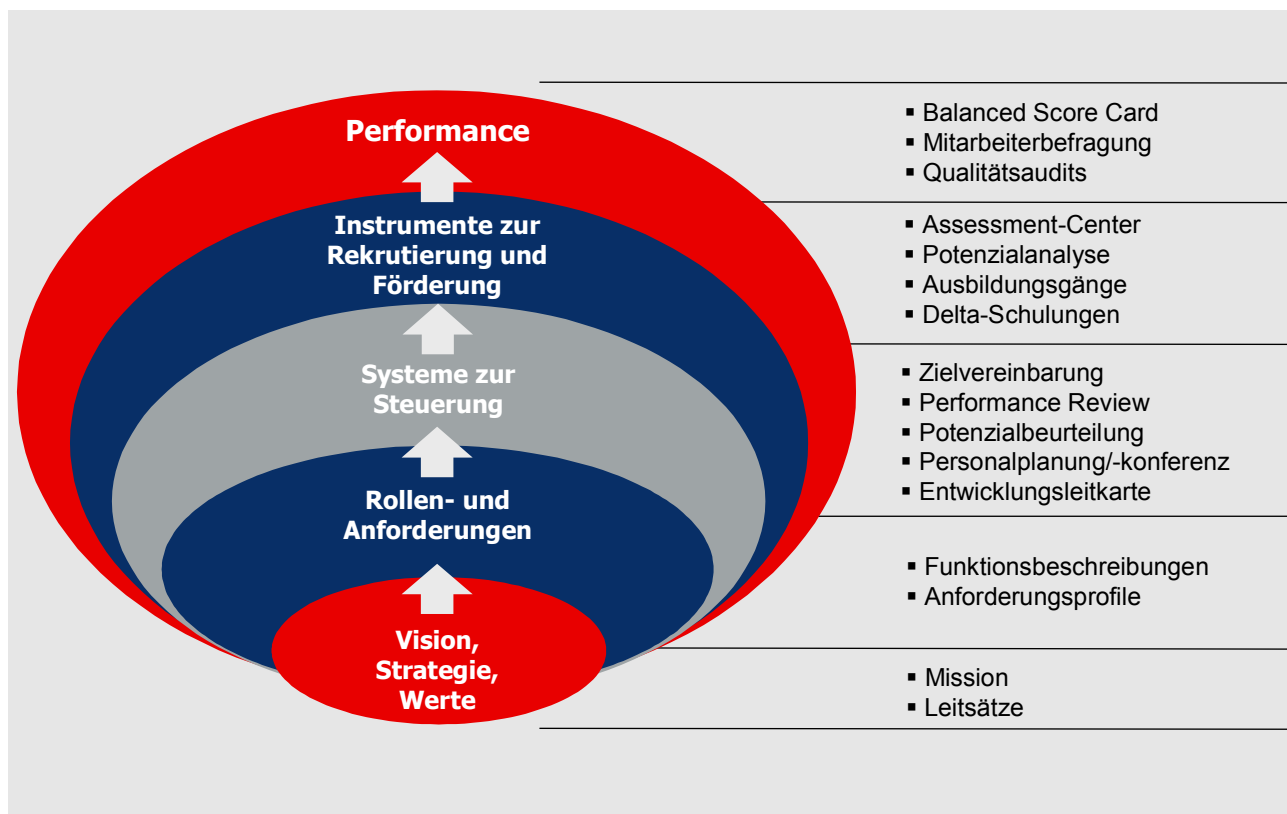 Performance
Instrumente zur
Rekrutierung und
Förderung
Systeme zur
Steuerung
Rollen- und
Anforderungen
Vision,
Strategie,
Werte
▪ Balanced Score Card
▪ Mitarbeiterbefragung
▪ Qualitätsaudits
▪ Assessment-Center
▪ Potenzialanalyse
▪ Ausbildungsgänge
▪ Delta-Schulungen
▪ Zielvereinbarung
▪ Performance Review
▪ Potenzialbeurteilung
▪ Personalplanung/-konferenz
▪ Entwicklungsleitkarte
▪ Funktionsbeschreibungen
▪ Anforderungsprofile
▪ Mission
▪ Leitsätze